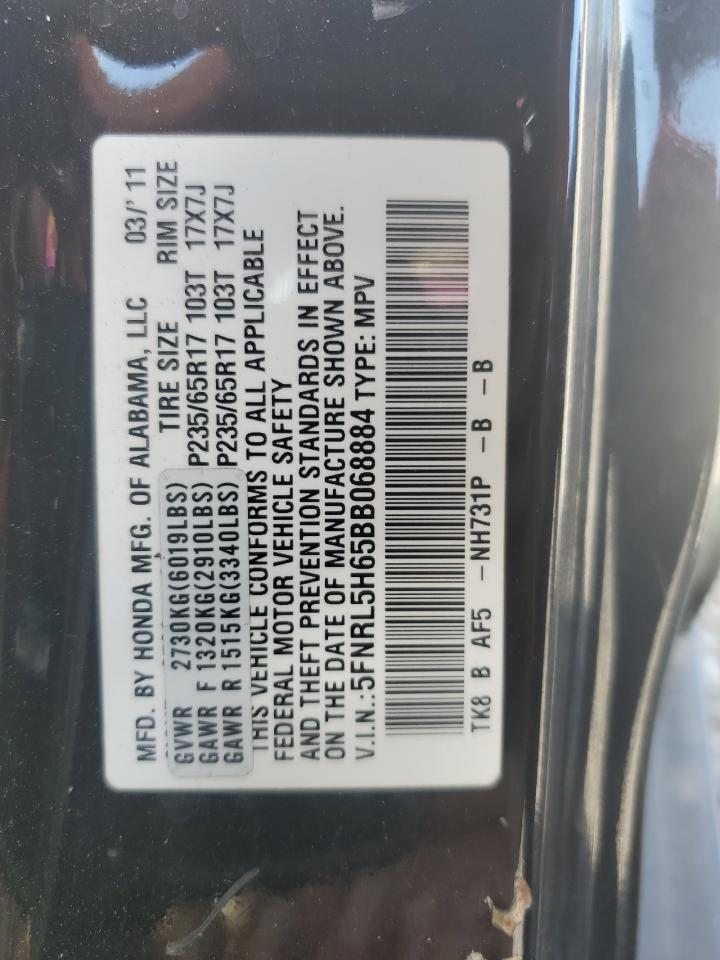 MFD. BY HONDA MFG. OF ALABAMA, LLC 03/' 11
TIRE SIZE RIM SIZE
GVWR 2730KG(6019LBS)
GAWR F 1320KG(2910LBS) P235/65R17 103T 17X7J
GAWR R 1515KG(3340LBS) P235/65R17 103T 17X7J
THIS VEHICLE CONFORMS TO ALL APPLICABLE
FEDERAL MOTOR VEHICLE SAFETY
AND THEFT PREVENTION STANDARDS IN EFFECT
ON THE DATE OF MANUFACTURE SHOWN ABOVE.
V.I.N.:5FNRL5H65BB068884 TYPE: MPV
TK8 B AF5 -NH731P -B -B